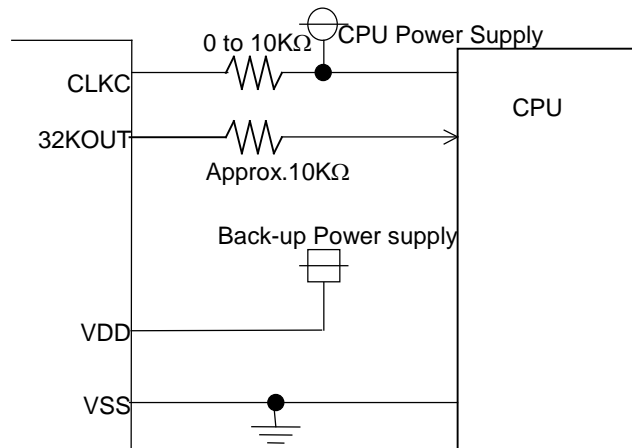 0 to 10KΩ
CPU Power Supply
CLKC
CPU
32KOUT
Approx.10KΩ
Back-up Power supply
VDD
VSS